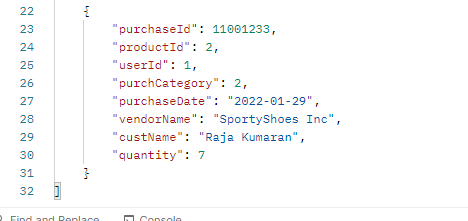 22 {
23 "purchaseId": 11001233,
24 "productId": 2,
25 "userId": 1,
26 "purchCategory": 2,
27 "purchaseDate": "2022-01-29",
28 "vendorName": "SportyShoes Inc",
29 "custName": "Raja Kumaran",
30 "quantity": 7
31 }
32 ]
Find and Replace Console